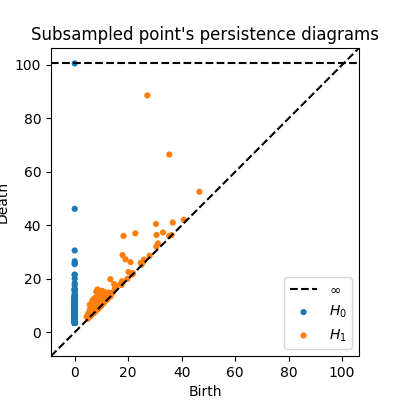 Subsampled point's persistence diagrams
100
80
60
40
20
0
Death
0 20 40 60 80 100
Birth
∞
H₀
H₁